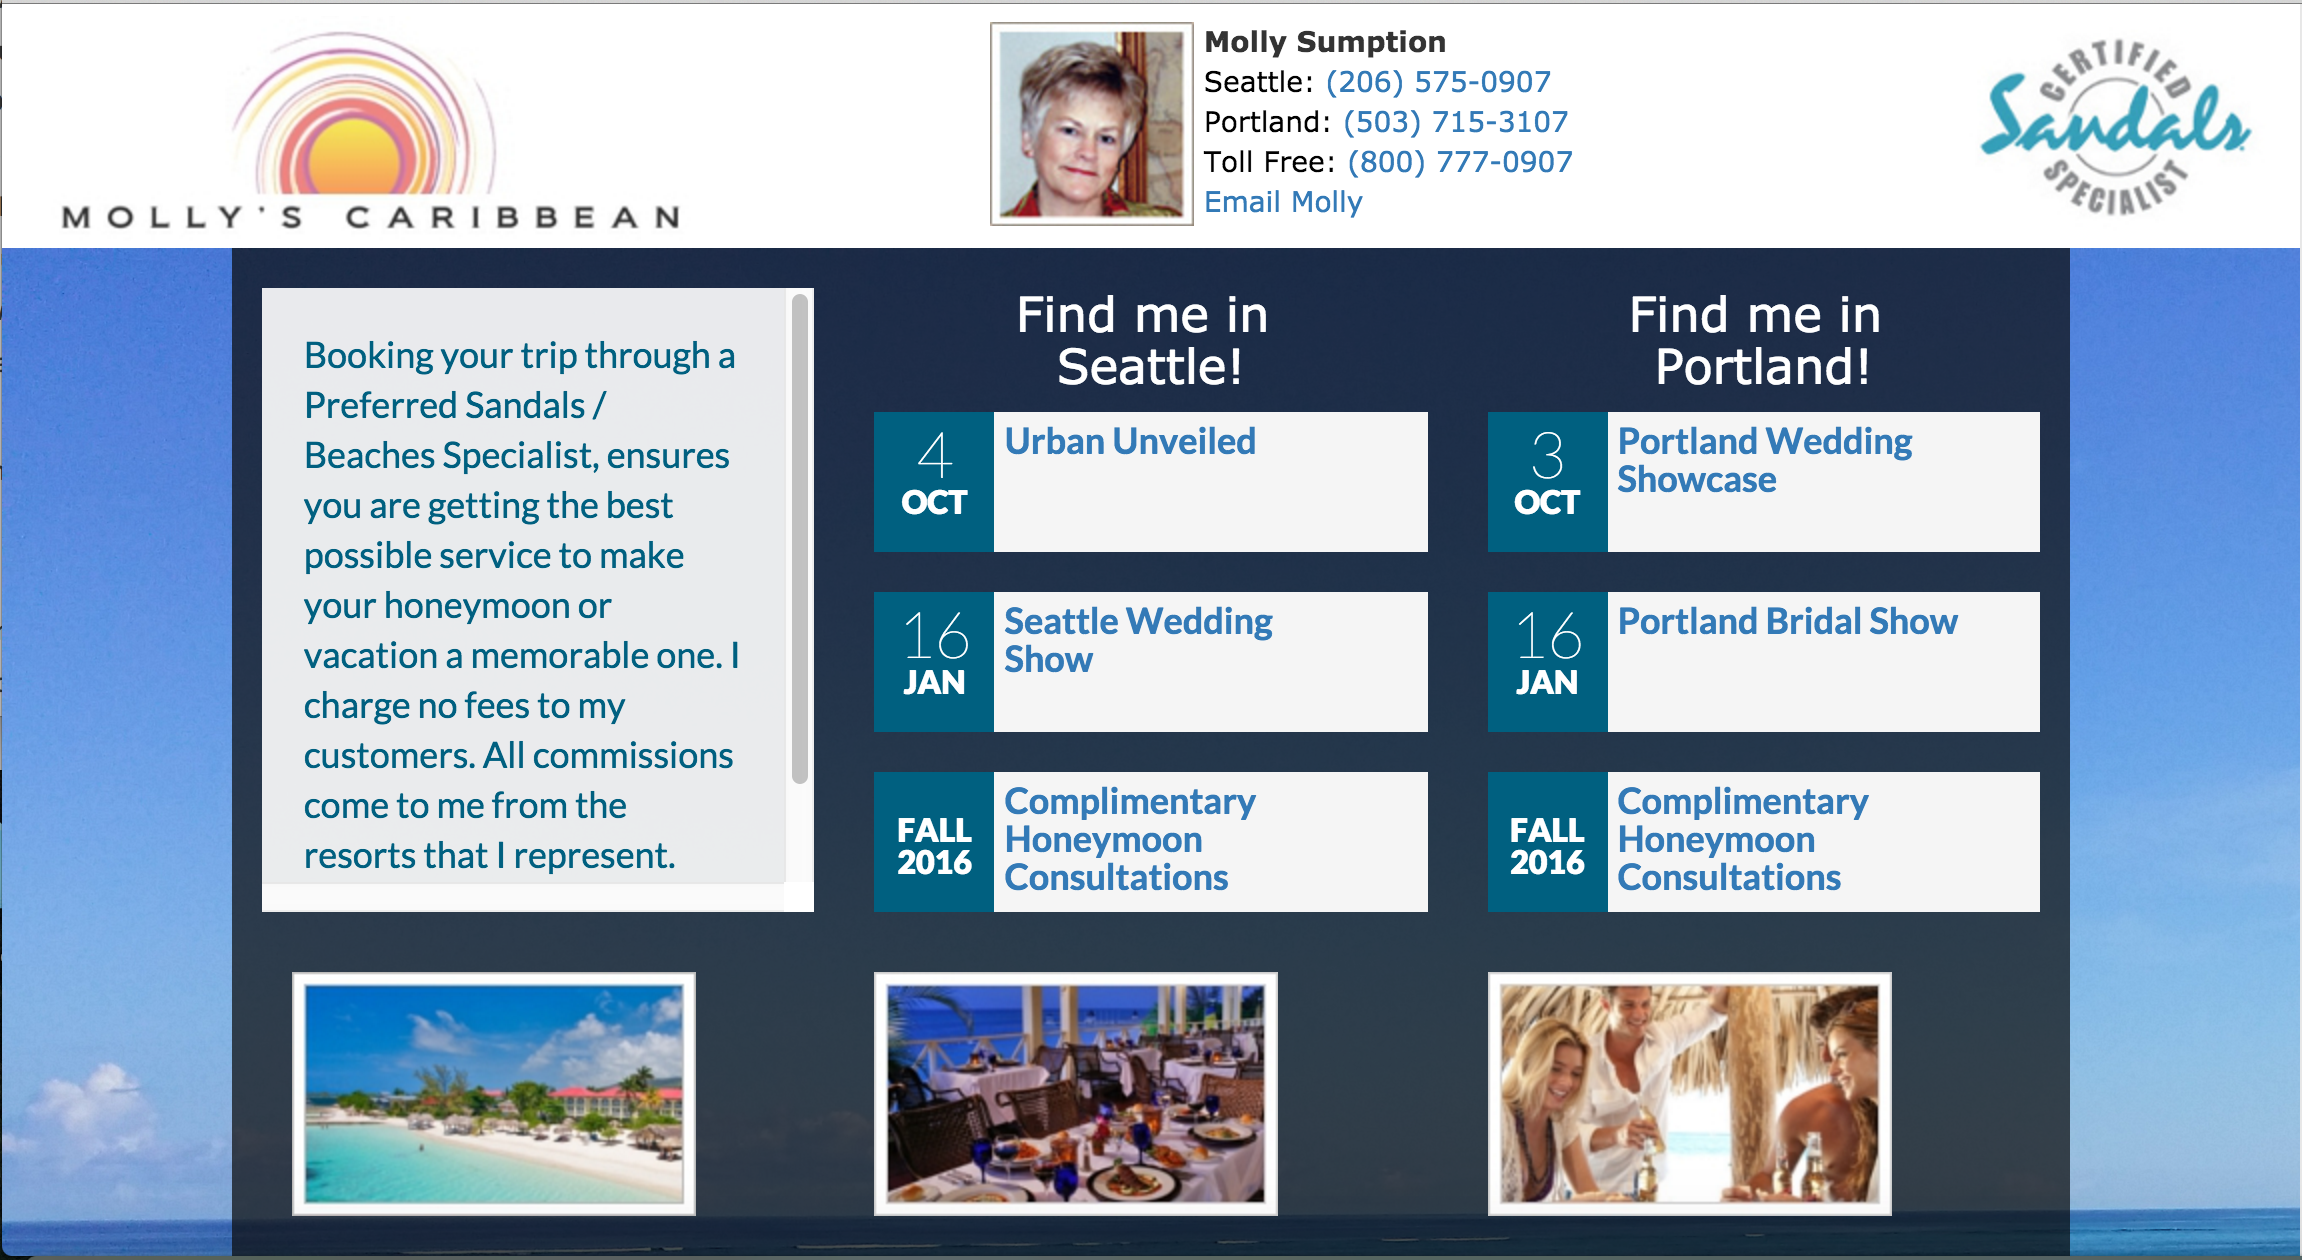 MOLLY'S CARIBBEAN
Molly Sumption
Seattle: (206) 575-0907
Portland: (503) 715-3107
Toll Free: (800) 777-0907
Email Molly
CERTIFIED
Sandals
SPECIALIST
Booking your trip through a
Preferred Sandals /
Beaches Specialist, ensures
you are getting the best
possible service to make
your honeymoon or
vacation a memorable one. I
charge no fees to my
customers. All commissions
come to me from the
resorts that I represent.
Find me in
Seattle!
4
OCT
Urban Unveiled
16
JAN
Seattle Wedding
Show
FALL
2016
Complimentary
Honeymoon
Consultations
Find me in
Portland!
3
OCT
Portland Wedding
Showcase
16
JAN
Portland Bridal Show
FALL
2016
Complimentary
Honeymoon
Consultations